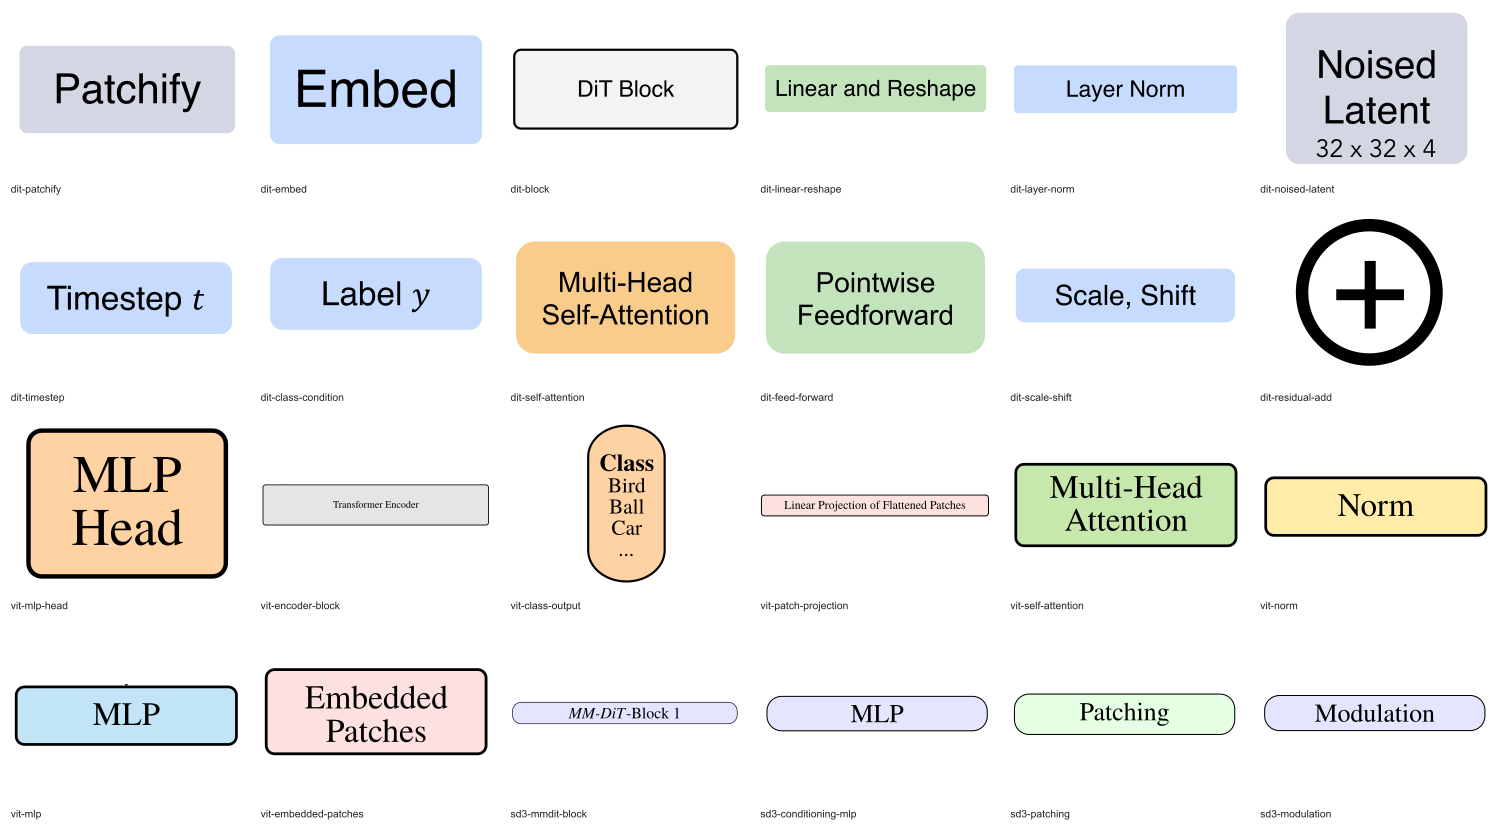 Patchify
Embed
DiT Block
Linear and Reshape
Layer Norm
Noised
Latent
32 x 32 x 4
dit-patchify
dit-embed
dit-block
dit-linear-reshape
dit-layer-norm
dit-noised-latent
Timestep t
Label y
Multi-Head
Self-Attention
Pointwise
Feedforward
Scale, Shift
+
dit-timestep
dit-class-condition
dit-self-attention
dit-feed-forward
dit-scale-shift
dit-residual-add
MLP
Head
Transformer Encoder
Class
Bird
Ball
Car
...
Linear Projection of Flattened Patches
Multi-Head
Attention
Norm
vit-mlp-head
vit-encoder-block
vit-class-output
vit-patch-projection
vit-self-attention
vit-norm
MLP
Embedded
Patches
MM-DiT-Block 1
MLP
Patching
Modulation
vit-mlp
vit-embedded-patches
sd3-mmdit-block
sd3-conditioning-mlp
sd3-patching
sd3-modulation